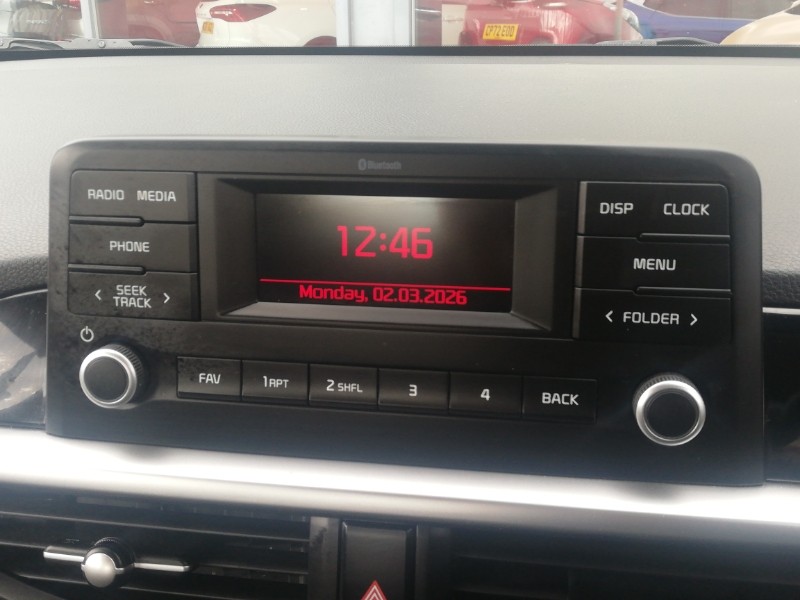 CF72EOO
Bluetooth
RADIO MEDIA
PHONE
< SEEK TRACK >
12:46
Monday, 02.03.2026
DISP CLOCK
MENU
< FOLDER >
FAV 1 RPT 2 SHFL 3 4 BACK